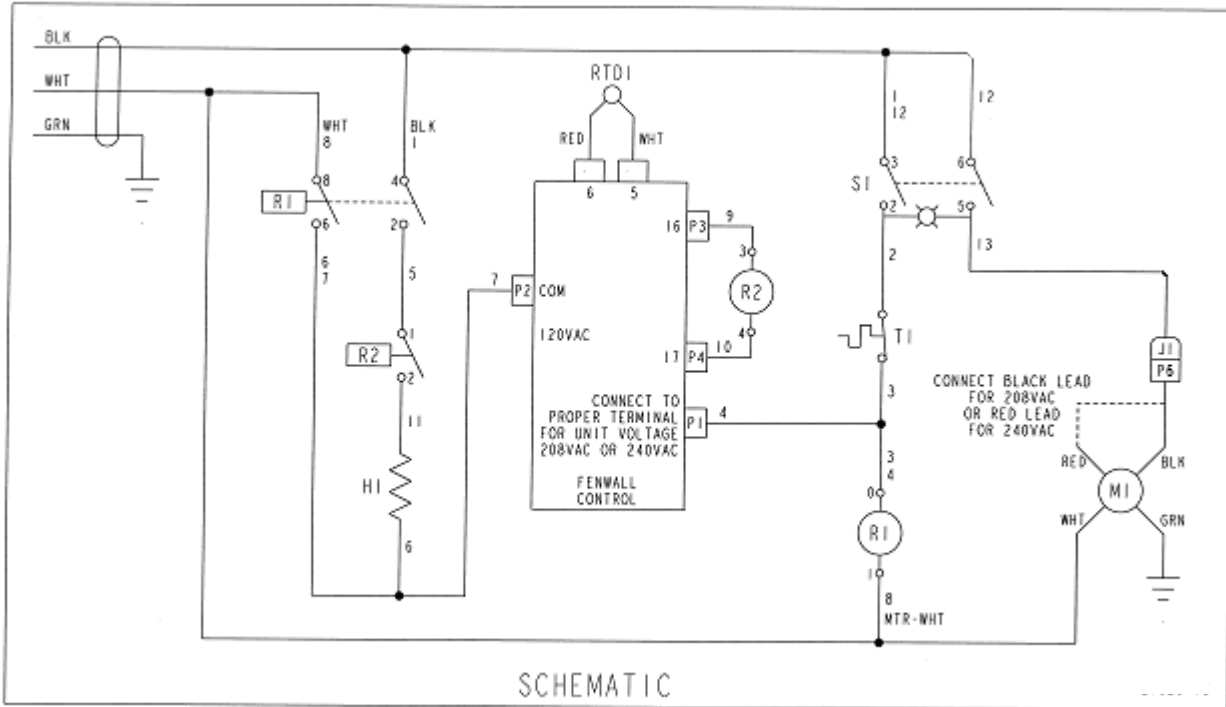 BLK
WHT
GRN
WHT
8
BLK
1
RTD1
RED
WHT
6
5
1
12
12
R1
8
6
4
2
S1
3
2
6
5
16
P3
9
3
R2
4
10
17
P4
6
7
5
7
P2
COM
120VAC
2
13
T1
R2
1
2
J1
P6
CONNECT BLACK LEAD
FOR 208VAC
OR RED LEAD
FOR 240VAC
CONNECT TO
PROPER TERMINAL
FOR UNIT VOLTAGE
208VAC OR 240VAC
P1
4
3
11
H1
6
FENWALL
CONTROL
3
4
0
R1
1
8
MTR-WHT
RED
BLK
M1
WHT
GRN
SCHEMATIC